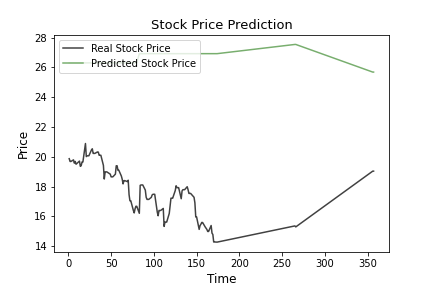 Stock Price Prediction
Real Stock Price
Predicted Stock Price
Price
28
26
24
22
20
18
16
14
0 50 100 150 200 250 300 350
Time